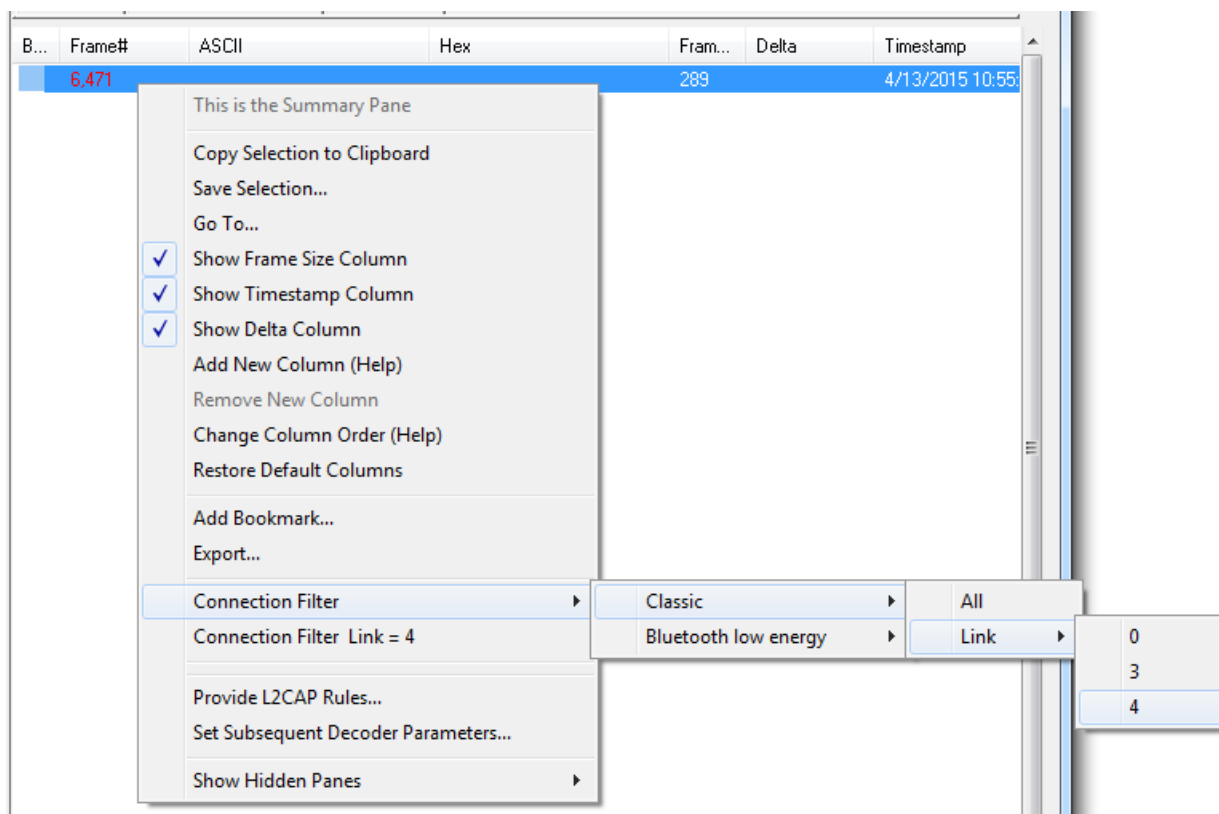 B... Frame# ASCII Hex Fram... Delta Timestamp
6,471 289 4/13/2015 10:55:
This is the Summary Pane
Copy Selection to Clipboard
Save Selection...
Go To...
Show Frame Size Column
Show Timestamp Column
Show Delta Column
Add New Column (Help)
Remove New Column
Change Column Order (Help)
Restore Default Columns
Add Bookmark...
Export...
Connection Filter Classic All
Connection Filter Link = 4 Bluetooth low energy Link 0
3
Provide L2CAP Rules... 4
Set Subsequent Decoder Parameters...
Show Hidden Panes